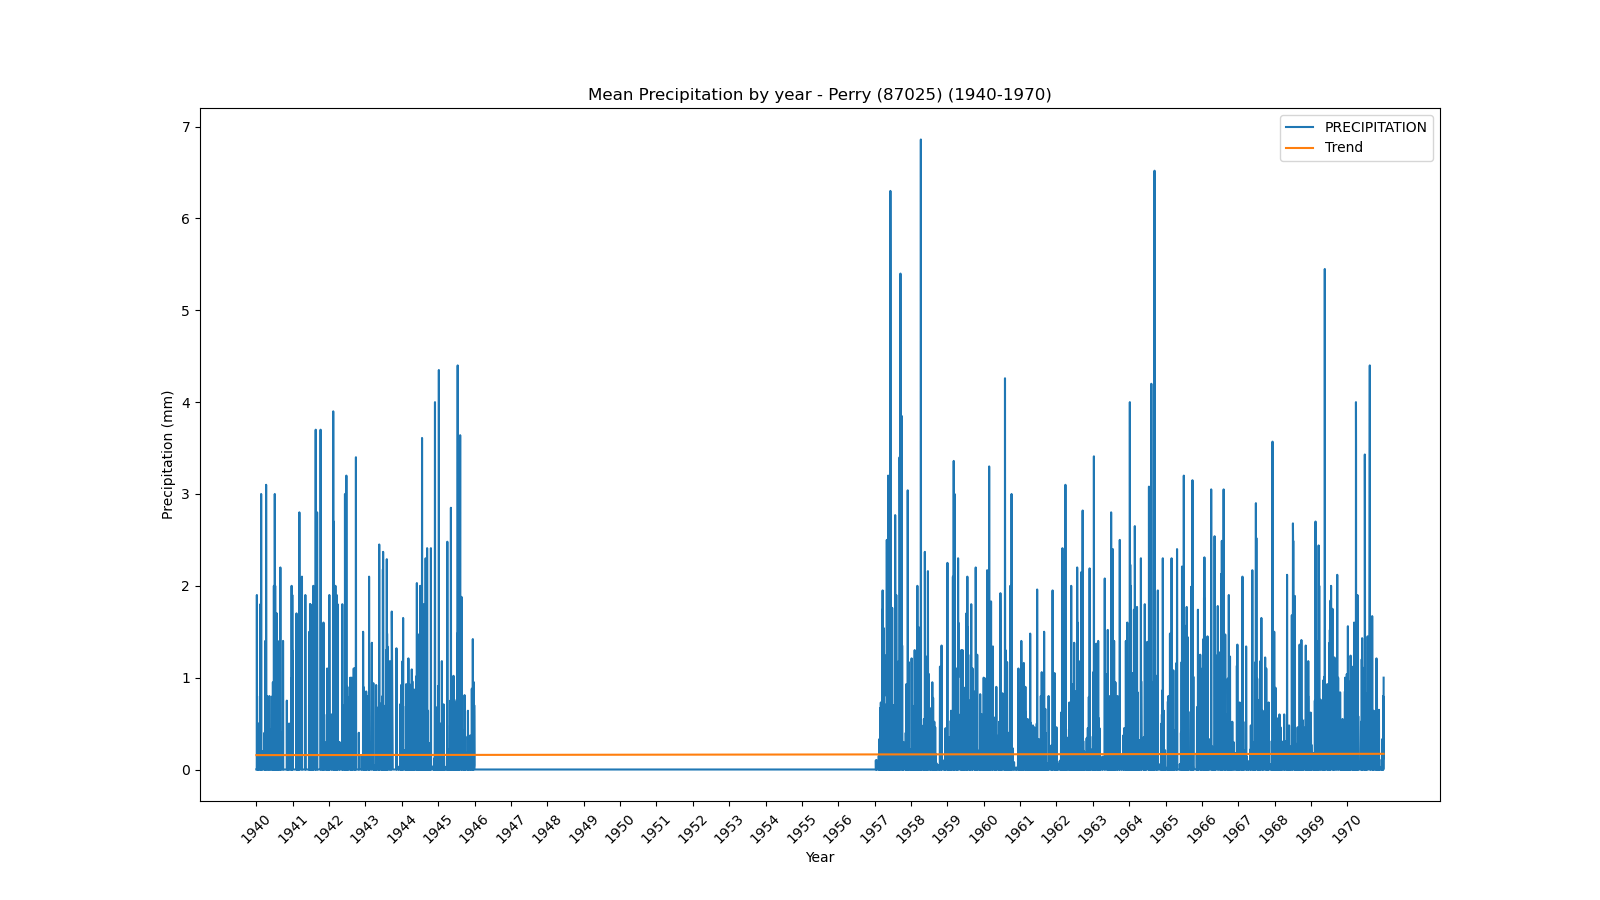 Mean Precipitation by year - Perry (87025) (1940-1970)
PRECIPITATION
Trend
7
6
5
4
3
2
1
0
Precipitation (mm)
1940 1941 1942 1943 1944 1945 1946 1947 1948 1949 1950 1951 1952 1953 1954 1955 1956 1957 1958 1959 1960 1961 1962 1963 1964 1965 1966 1967 1968 1969 1970
Year